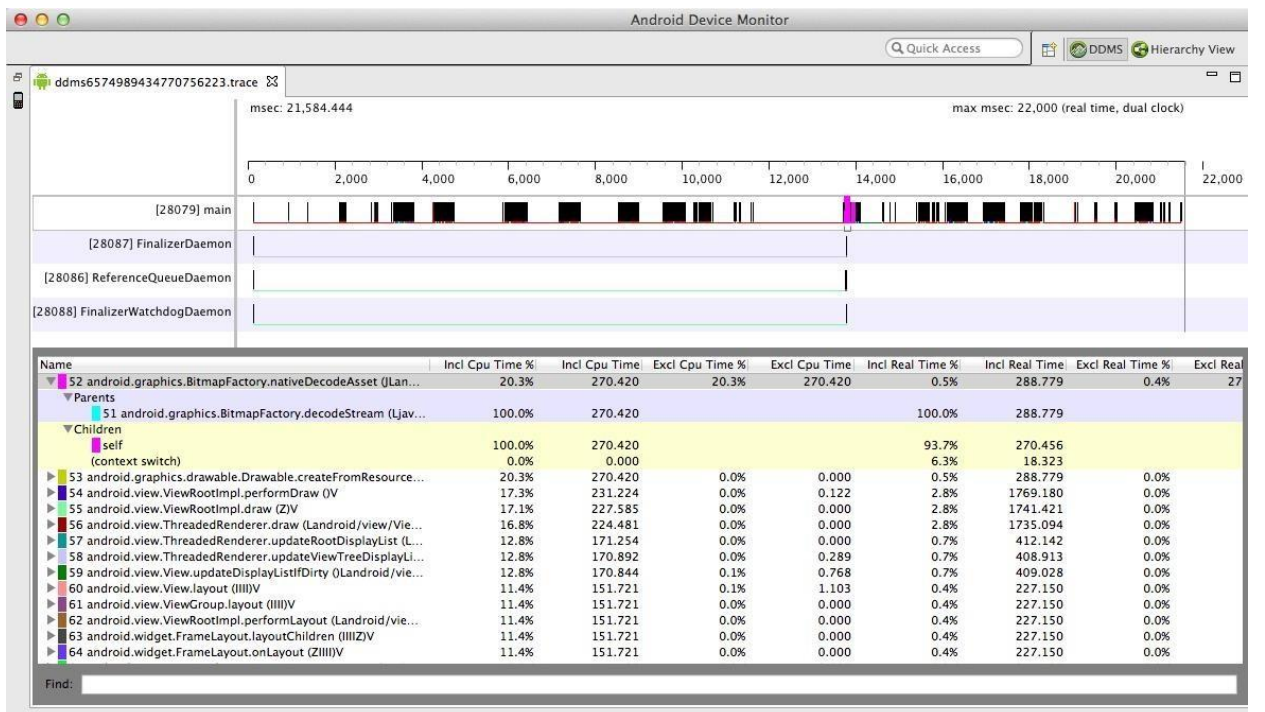 Android Device Monitor
Quick Access DDMS Hierarchy View
ddms6574989434770756223.trace
msec: 21,584.444 max msec: 22,000 (real time, dual clock)
0 2,000 4,000 6,000 8,000 10,000 12,000 14,000 16,000 18,000 20,000 22,000
[28079] main
[28087] FinalizerDaemon
[28086] ReferenceQueueDaemon
[28088] FinalizerWatchdogDaemon
Name Incl Cpu Time % Incl Cpu Time Excl Cpu Time % Excl Cpu Time Incl Real Time % Incl Real Time Excl Real Time % Excl Real
52 android.graphics.BitmapFactory.nativeDecodeAsset (JLan... 20.3% 270.420 20.3% 270.420 0.5% 288.779 0.4% 27
Parents
51 android.graphics.BitmapFactory.decodeStream (Ljav... 100.0% 270.420 100.0% 288.779
Children
self 100.0% 270.420 93.7% 270.456
(context switch) 0.0% 0.000 6.3% 18.323
53 android.graphics.drawable.Drawable.createFromResource... 20.3% 270.420 0.0% 0.000 0.5% 288.779 0.0%
54 android.view.ViewRootImpl.performDraw ()V 17.3% 231.224 0.0% 0.122 2.8% 1769.180 0.0%
55 android.view.ViewRootImpl.draw (Z)V 17.1% 227.585 0.0% 0.000 2.8% 1741.421 0.0%
56 android.view.ThreadedRenderer.draw (Landroid/view/Vie... 16.8% 224.481 0.0% 0.000 2.8% 1735.094 0.0%
57 android.view.ThreadedRenderer.updateRootDisplayList (L... 12.8% 171.254 0.0% 0.000 0.7% 412.142 0.0%
58 android.view.ThreadedRenderer.updateViewTreeDisplayLi... 12.8% 170.892 0.0% 0.289 0.7% 408.913 0.0%
59 android.view.View.updateDisplayListIfDirty ()Landroid/vie... 12.8% 170.844 0.1% 0.768 0.7% 409.028 0.0%
60 android.view.View.layout (IIII)V 11.4% 151.721 0.1% 1.103 0.4% 227.150 0.0%
61 android.view.ViewGroup.layout (IIII)V 11.4% 151.721 0.0% 0.000 0.4% 227.150 0.0%
62 android.view.ViewRootImpl.performLayout (Landroid/vie... 11.4% 151.721 0.0% 0.000 0.4% 227.150 0.0%
63 android.widget.FrameLayout.layoutChildren (IIIIZ)V 11.4% 151.721 0.0% 0.000 0.4% 227.150 0.0%
64 android.widget.FrameLayout.onLayout (ZIIII)V 11.4% 151.721 0.0% 0.000 0.4% 227.150 0.0%
Find: